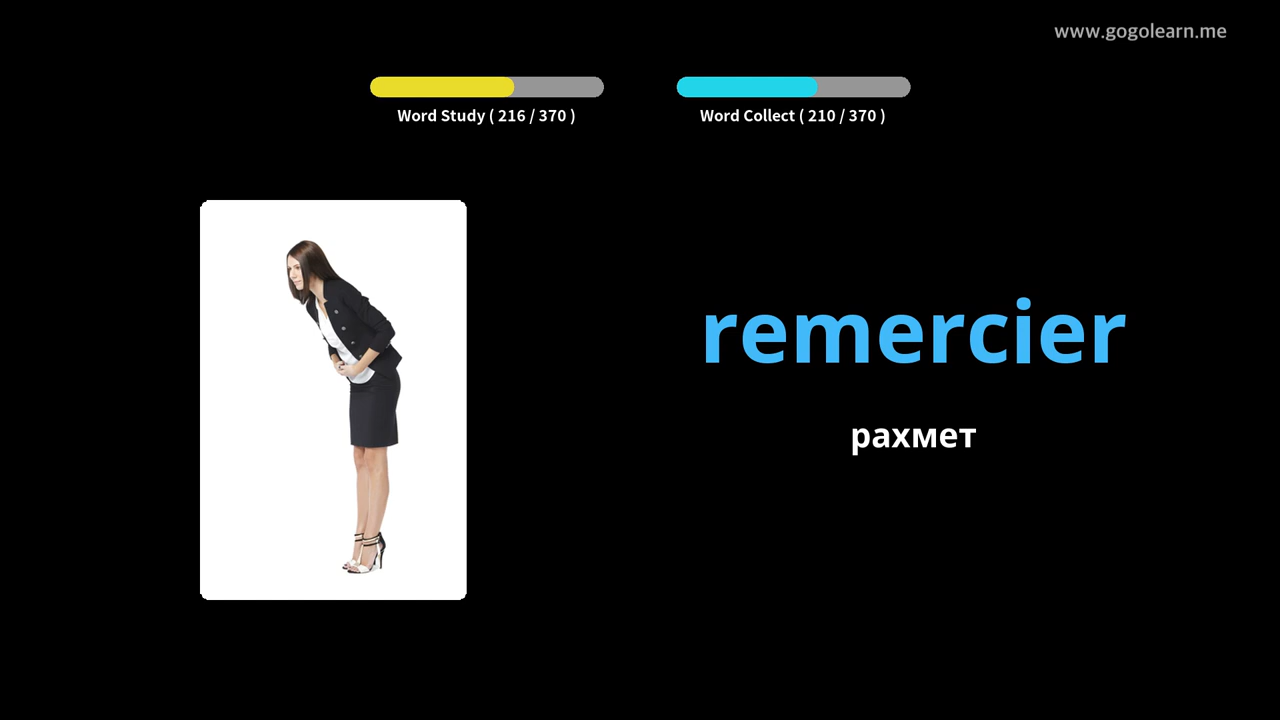 www.gogolearn.me
Word Study ( 216 / 370 )
Word Collect ( 210 / 370 )
remercier
рахмет